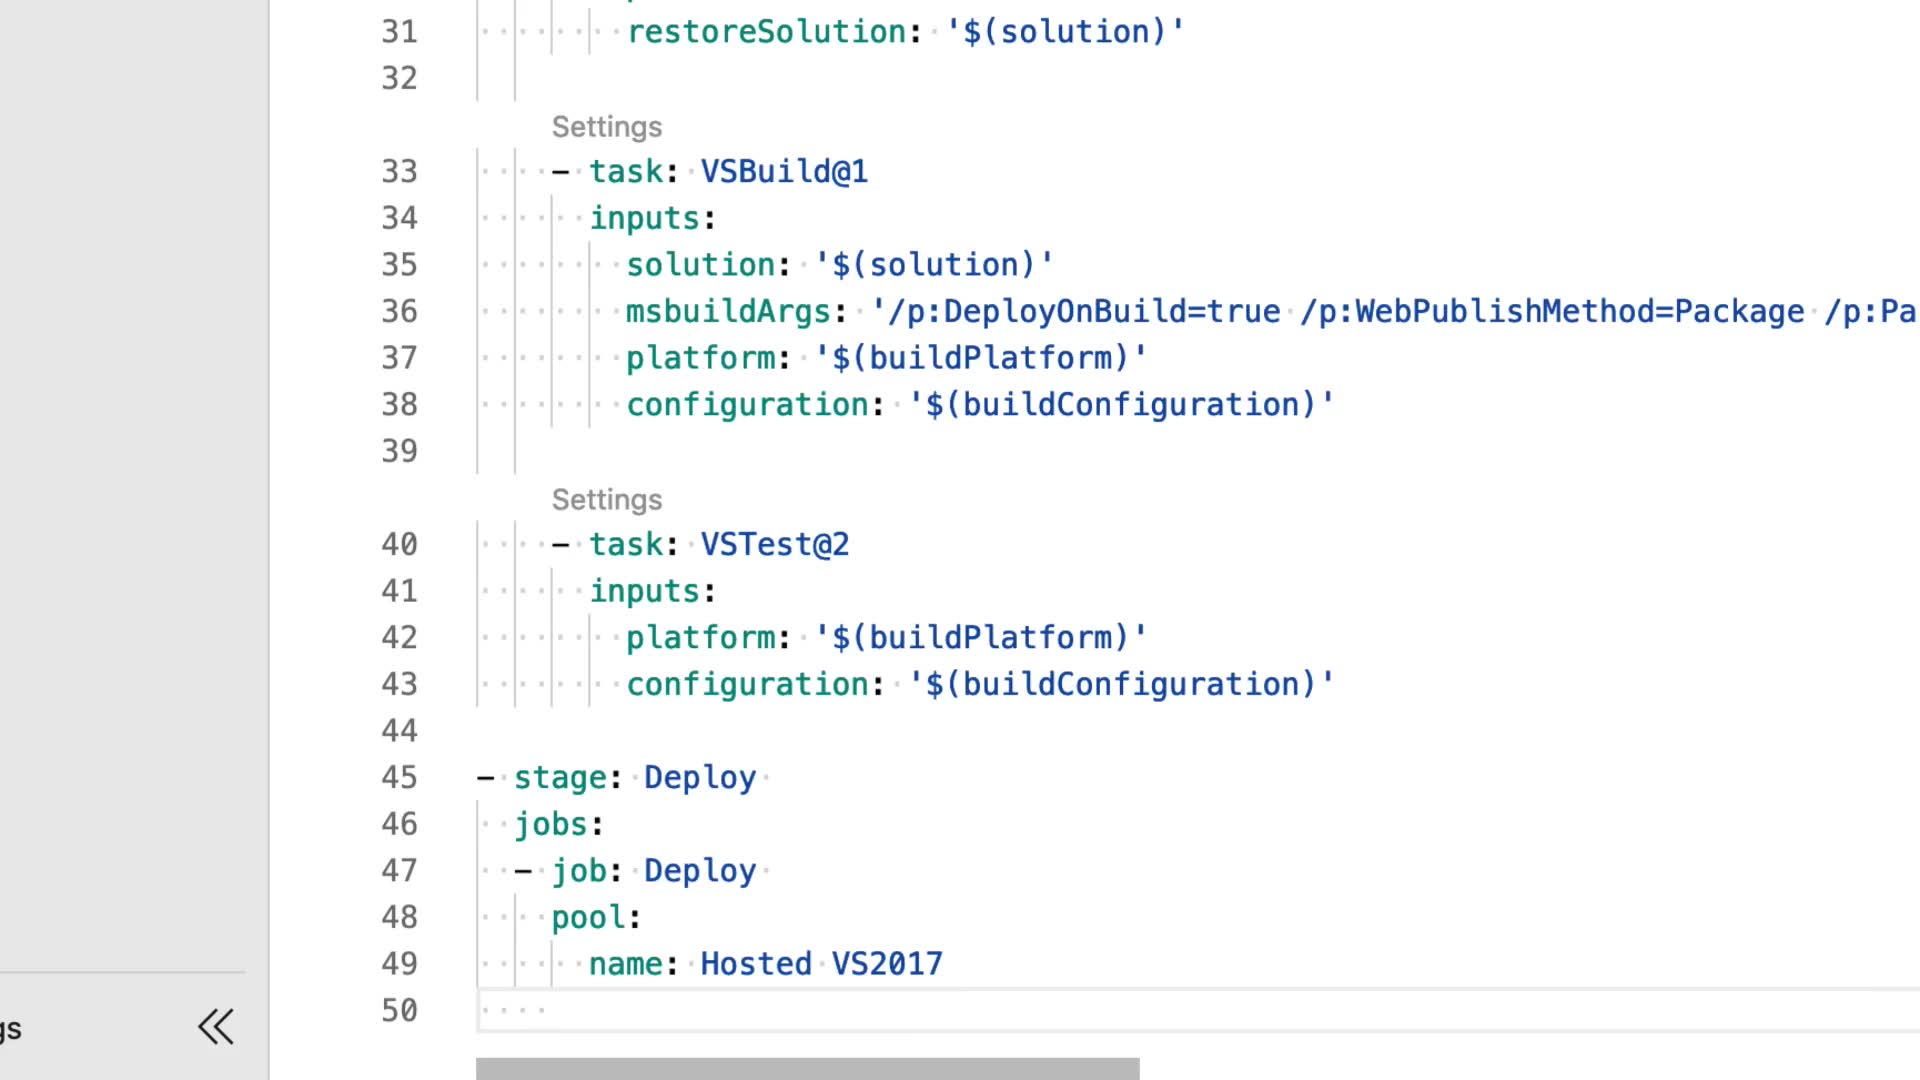 31 restoreSolution: '$(solution)'
32
Settings
33 - task: VSBuild@1
34 inputs:
35 solution: '$(solution)'
36 msbuildArgs: '/p:DeployOnBuild=true /p:WebPublishMethod=Package /p:Pa
37 platform: '$(buildPlatform)'
38 configuration: '$(buildConfiguration)'
39
Settings
40 - task: VSTest@2
41 inputs:
42 platform: '$(buildPlatform)'
43 configuration: '$(buildConfiguration)'
44
45 - stage: Deploy
46 jobs:
47 - job: Deploy
48 pool:
49 name: Hosted VS2017
50
gs